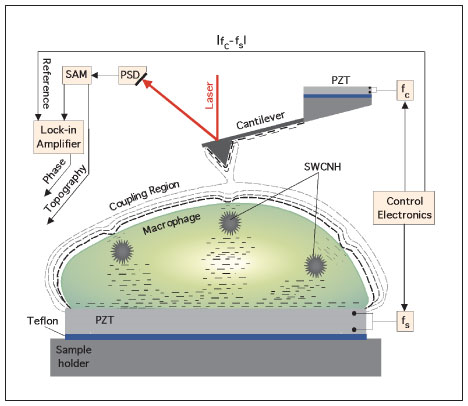 |fC-fS|
Reference
SAM
PSD
Laser
PZT
fC
Cantilever
Lock-in
Amplifier
Phase
Topography
Coupling Region
SWCNH
Macrophage
Control
Electronics
Teflon
PZT
fS
Sample
holder